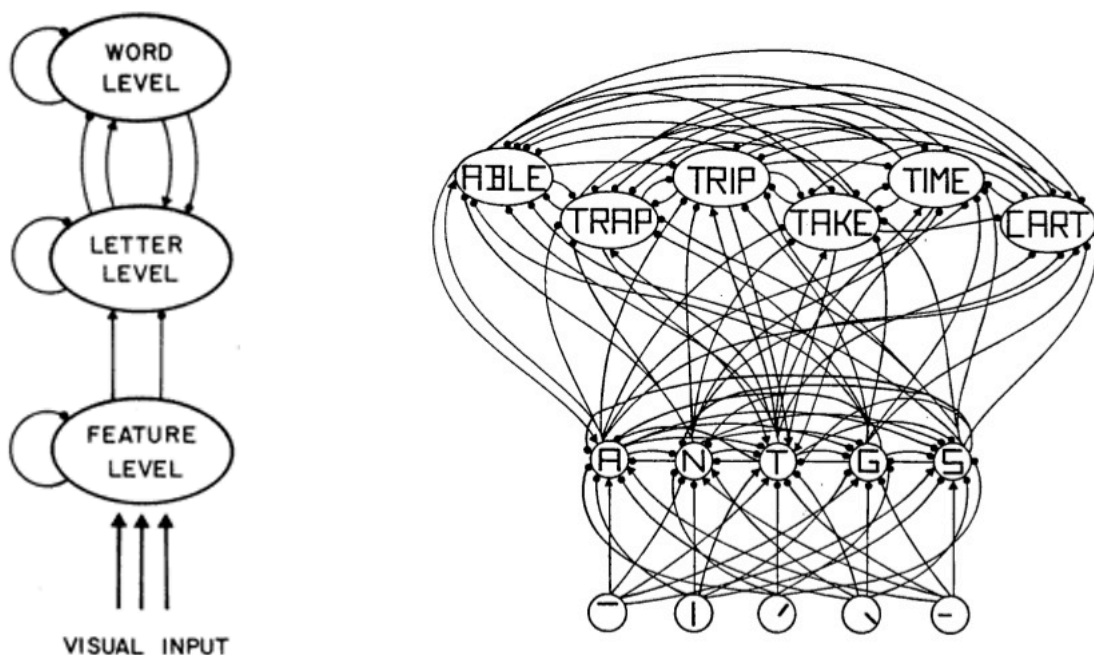 WORD
LEVEL
LETTER
LEVEL
FEATURE
LEVEL
VISUAL INPUT
ABLE
TRIP
TIME
TRAP
TAKE
CART
A
N
T
G
S